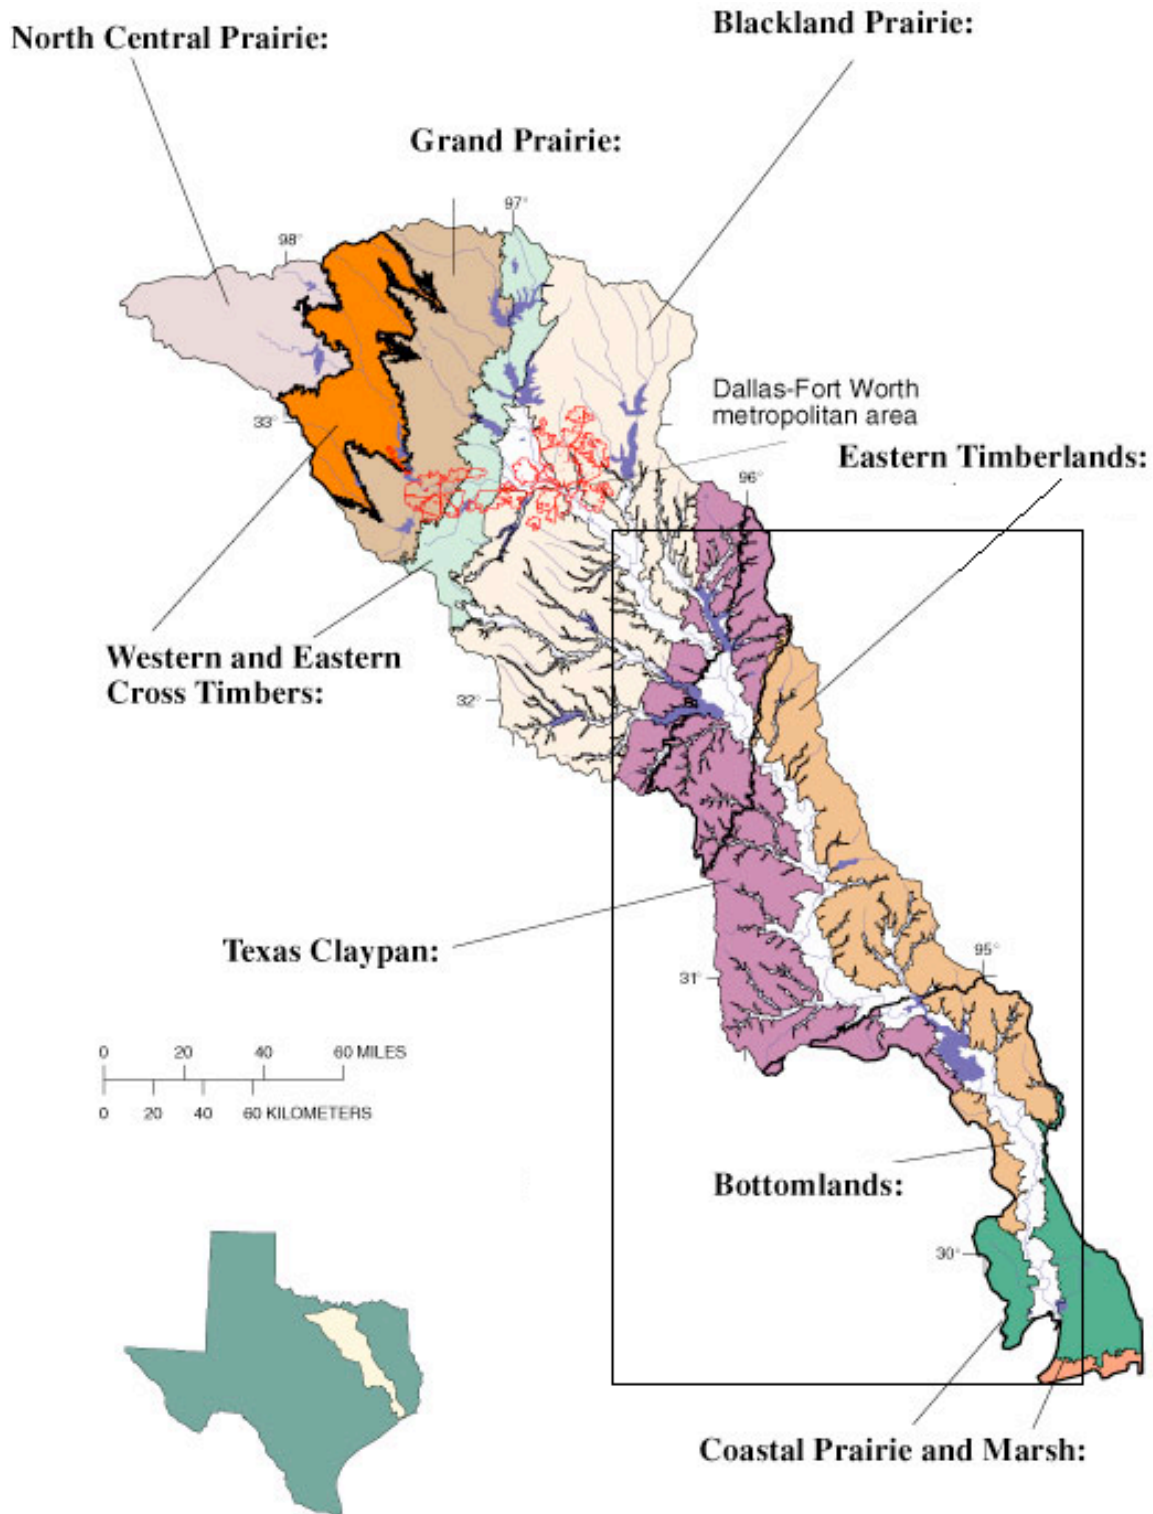 Blackland Prairie:
North Central Prairie:
Grand Prairie:
97°
98°
Dallas-Fort Worth
metropolitan area
33°
Eastern Timberlands:
96°
Western and Eastern
Cross Timbers:
32°
Texas Claypan:
95°
31°
0 20 40 60 MILES
0 20 40 60 KILOMETERS
Bottomlands:
30°
Coastal Prairie and Marsh: